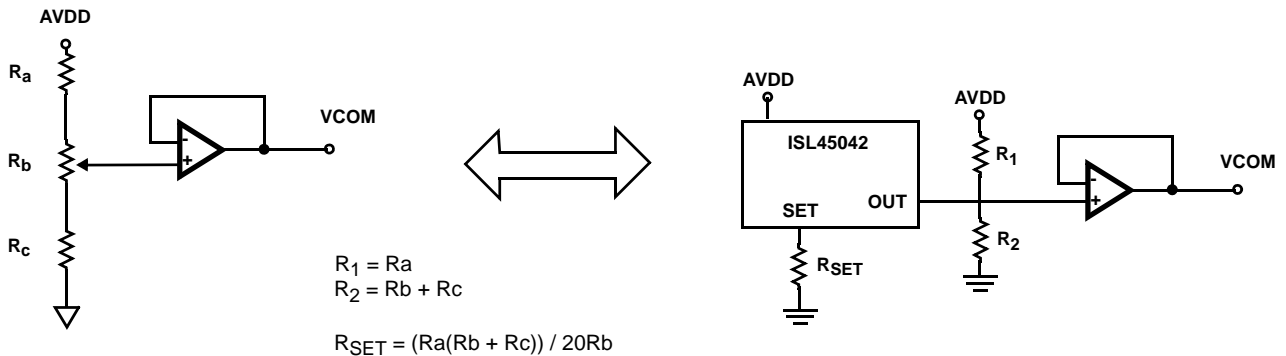 AVDD
Ra
Rb
Rc
-
+
VCOM
R1 = Ra
R2 = Rb + Rc
RSET = (Ra(Rb + Rc)) / 20Rb
AVDD
ISL45042
SET
OUT
RSET
AVDD
R1
R2
-
+
VCOM